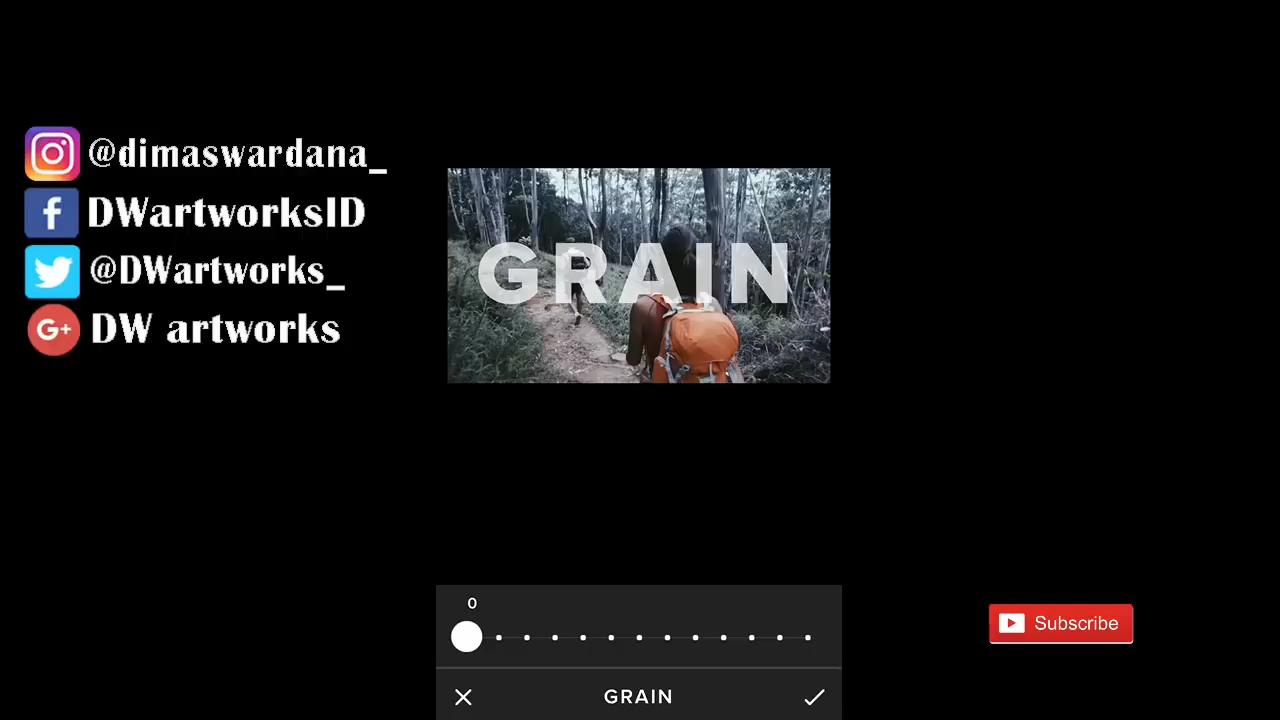 @dimaswardana_
DWartworksID
@DWartworks_
DW artworks
GRAIN
0
GRAIN
Subscribe